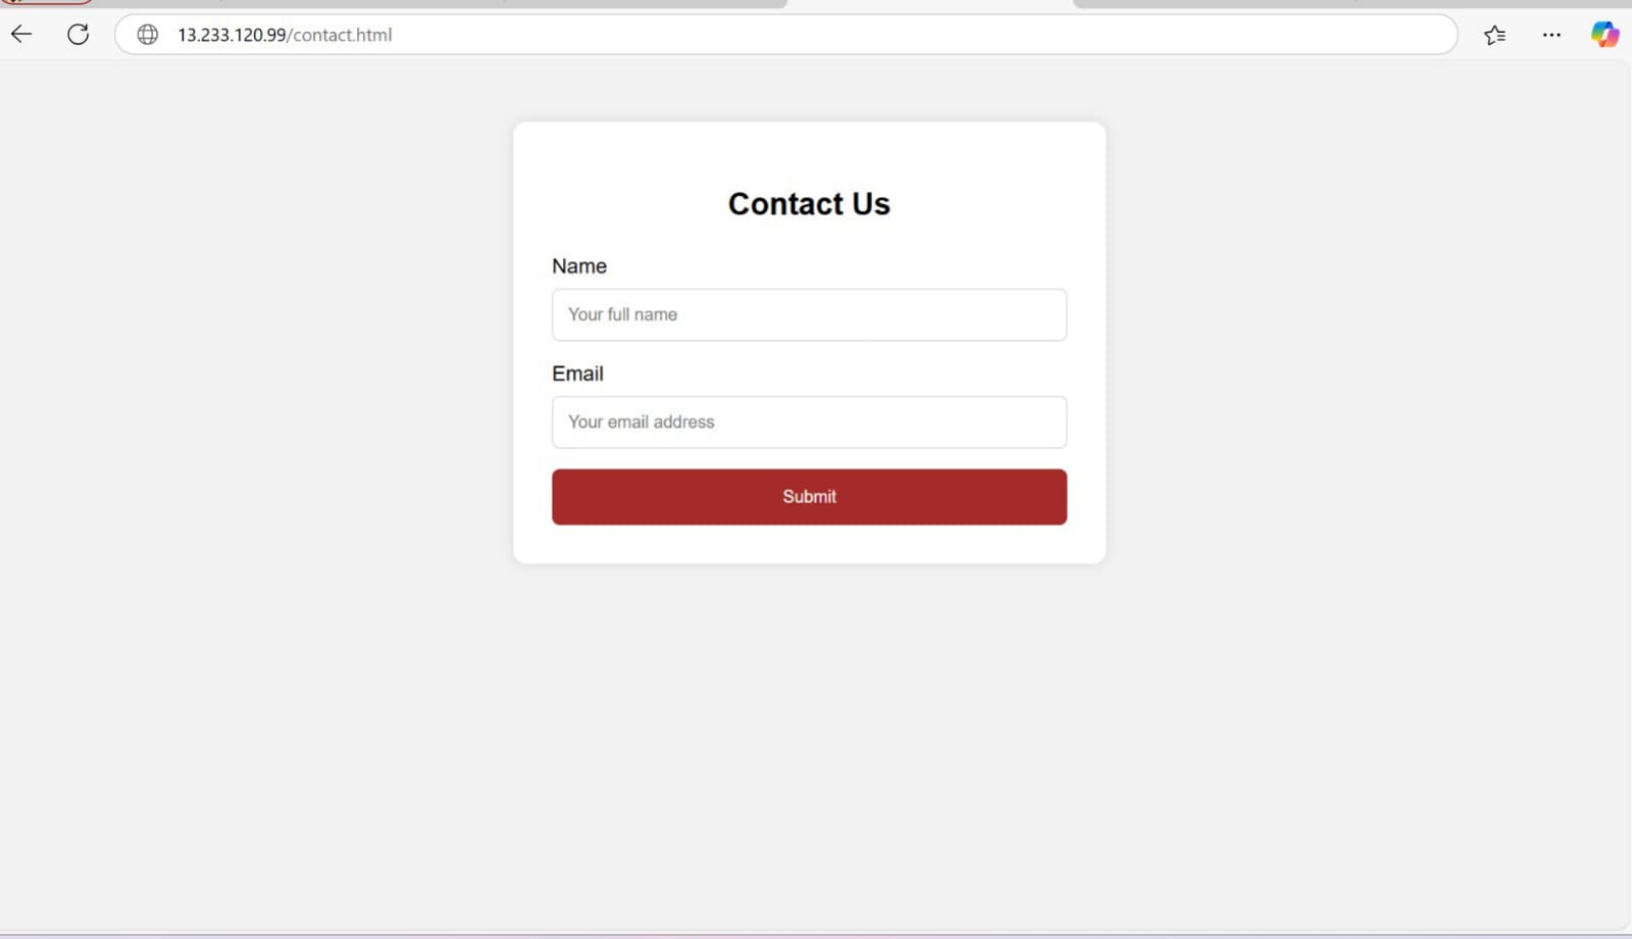 13.233.120.99/contact.html
Contact Us
Name
Your full name
Email
Your email address
Submit